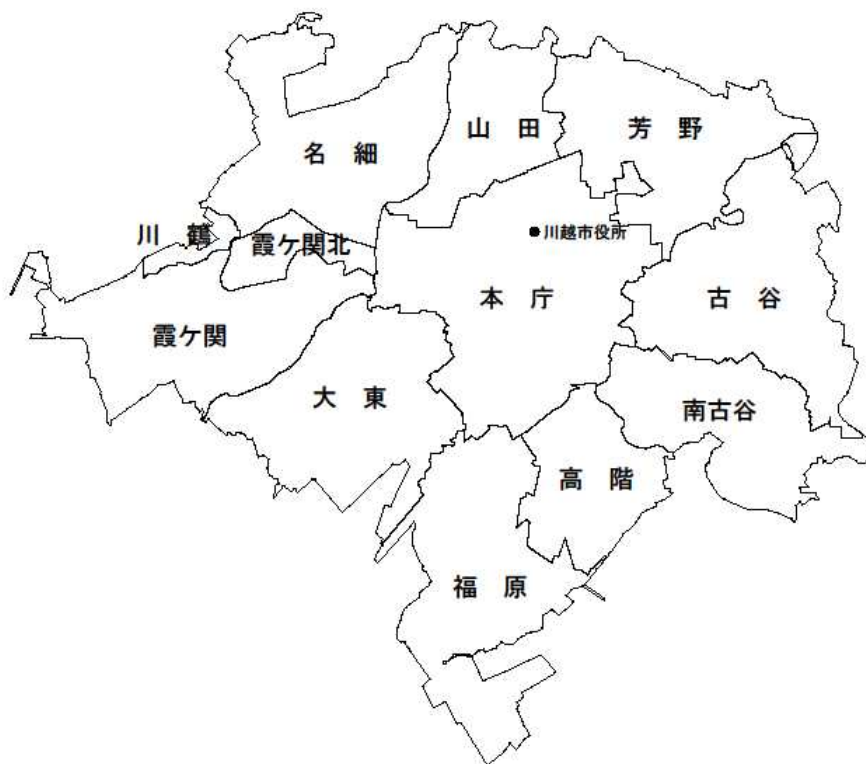 山 田
芳 野
名 細
川 鶴
霞ケ関北
川越市役所
本 庁
古 谷
霞ケ関
大 東
南古谷
高 階
福 原